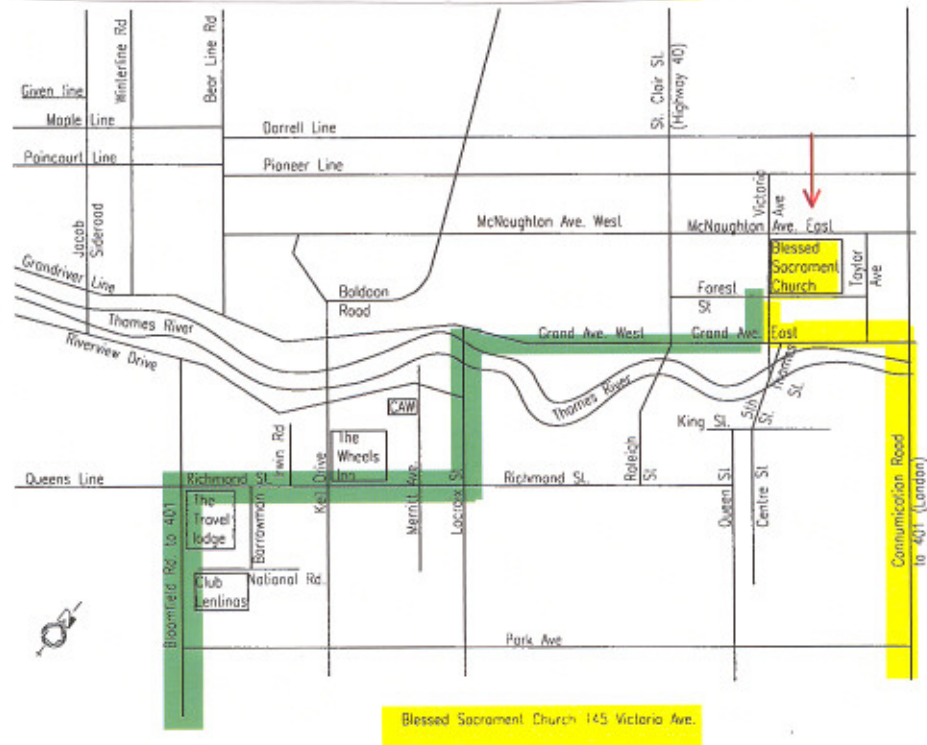 Winterline Rd
Bear Line Rd
St. Clair St.
(Highway 40)
Given line
Maple Line
Darrell Line
Paincourt Line
Pioneer Line
Victoria
Ave
McNaughton Ave. West
McNaughton Ave. East
Jacob
Sideroad
Blessed
Sacrament
Church
Taylor
Ave
Grandriver Line
Baldoon
Road
Forest
St
Thames River
Grand Ave. West
Grand Ave. East
Riverview Drive
Thames River
Thames
St.
5th
St.
CAW
King St.
The
Wheels
Inn
Irwin Rd
Keil Drive
Queens Line
Richmond St.
Richmond St.
Merritt Ave.
Lacroix St.
Raleigh
St
Queen St
Centre St
The
Travel
lodge
Barrowman
Bloomfield Rd. to 401
Communication Road
to 401 (London)
National Rd.
Club
Lentinas
Park Ave
Blessed Sacrament Church 145 Victoria Ave.